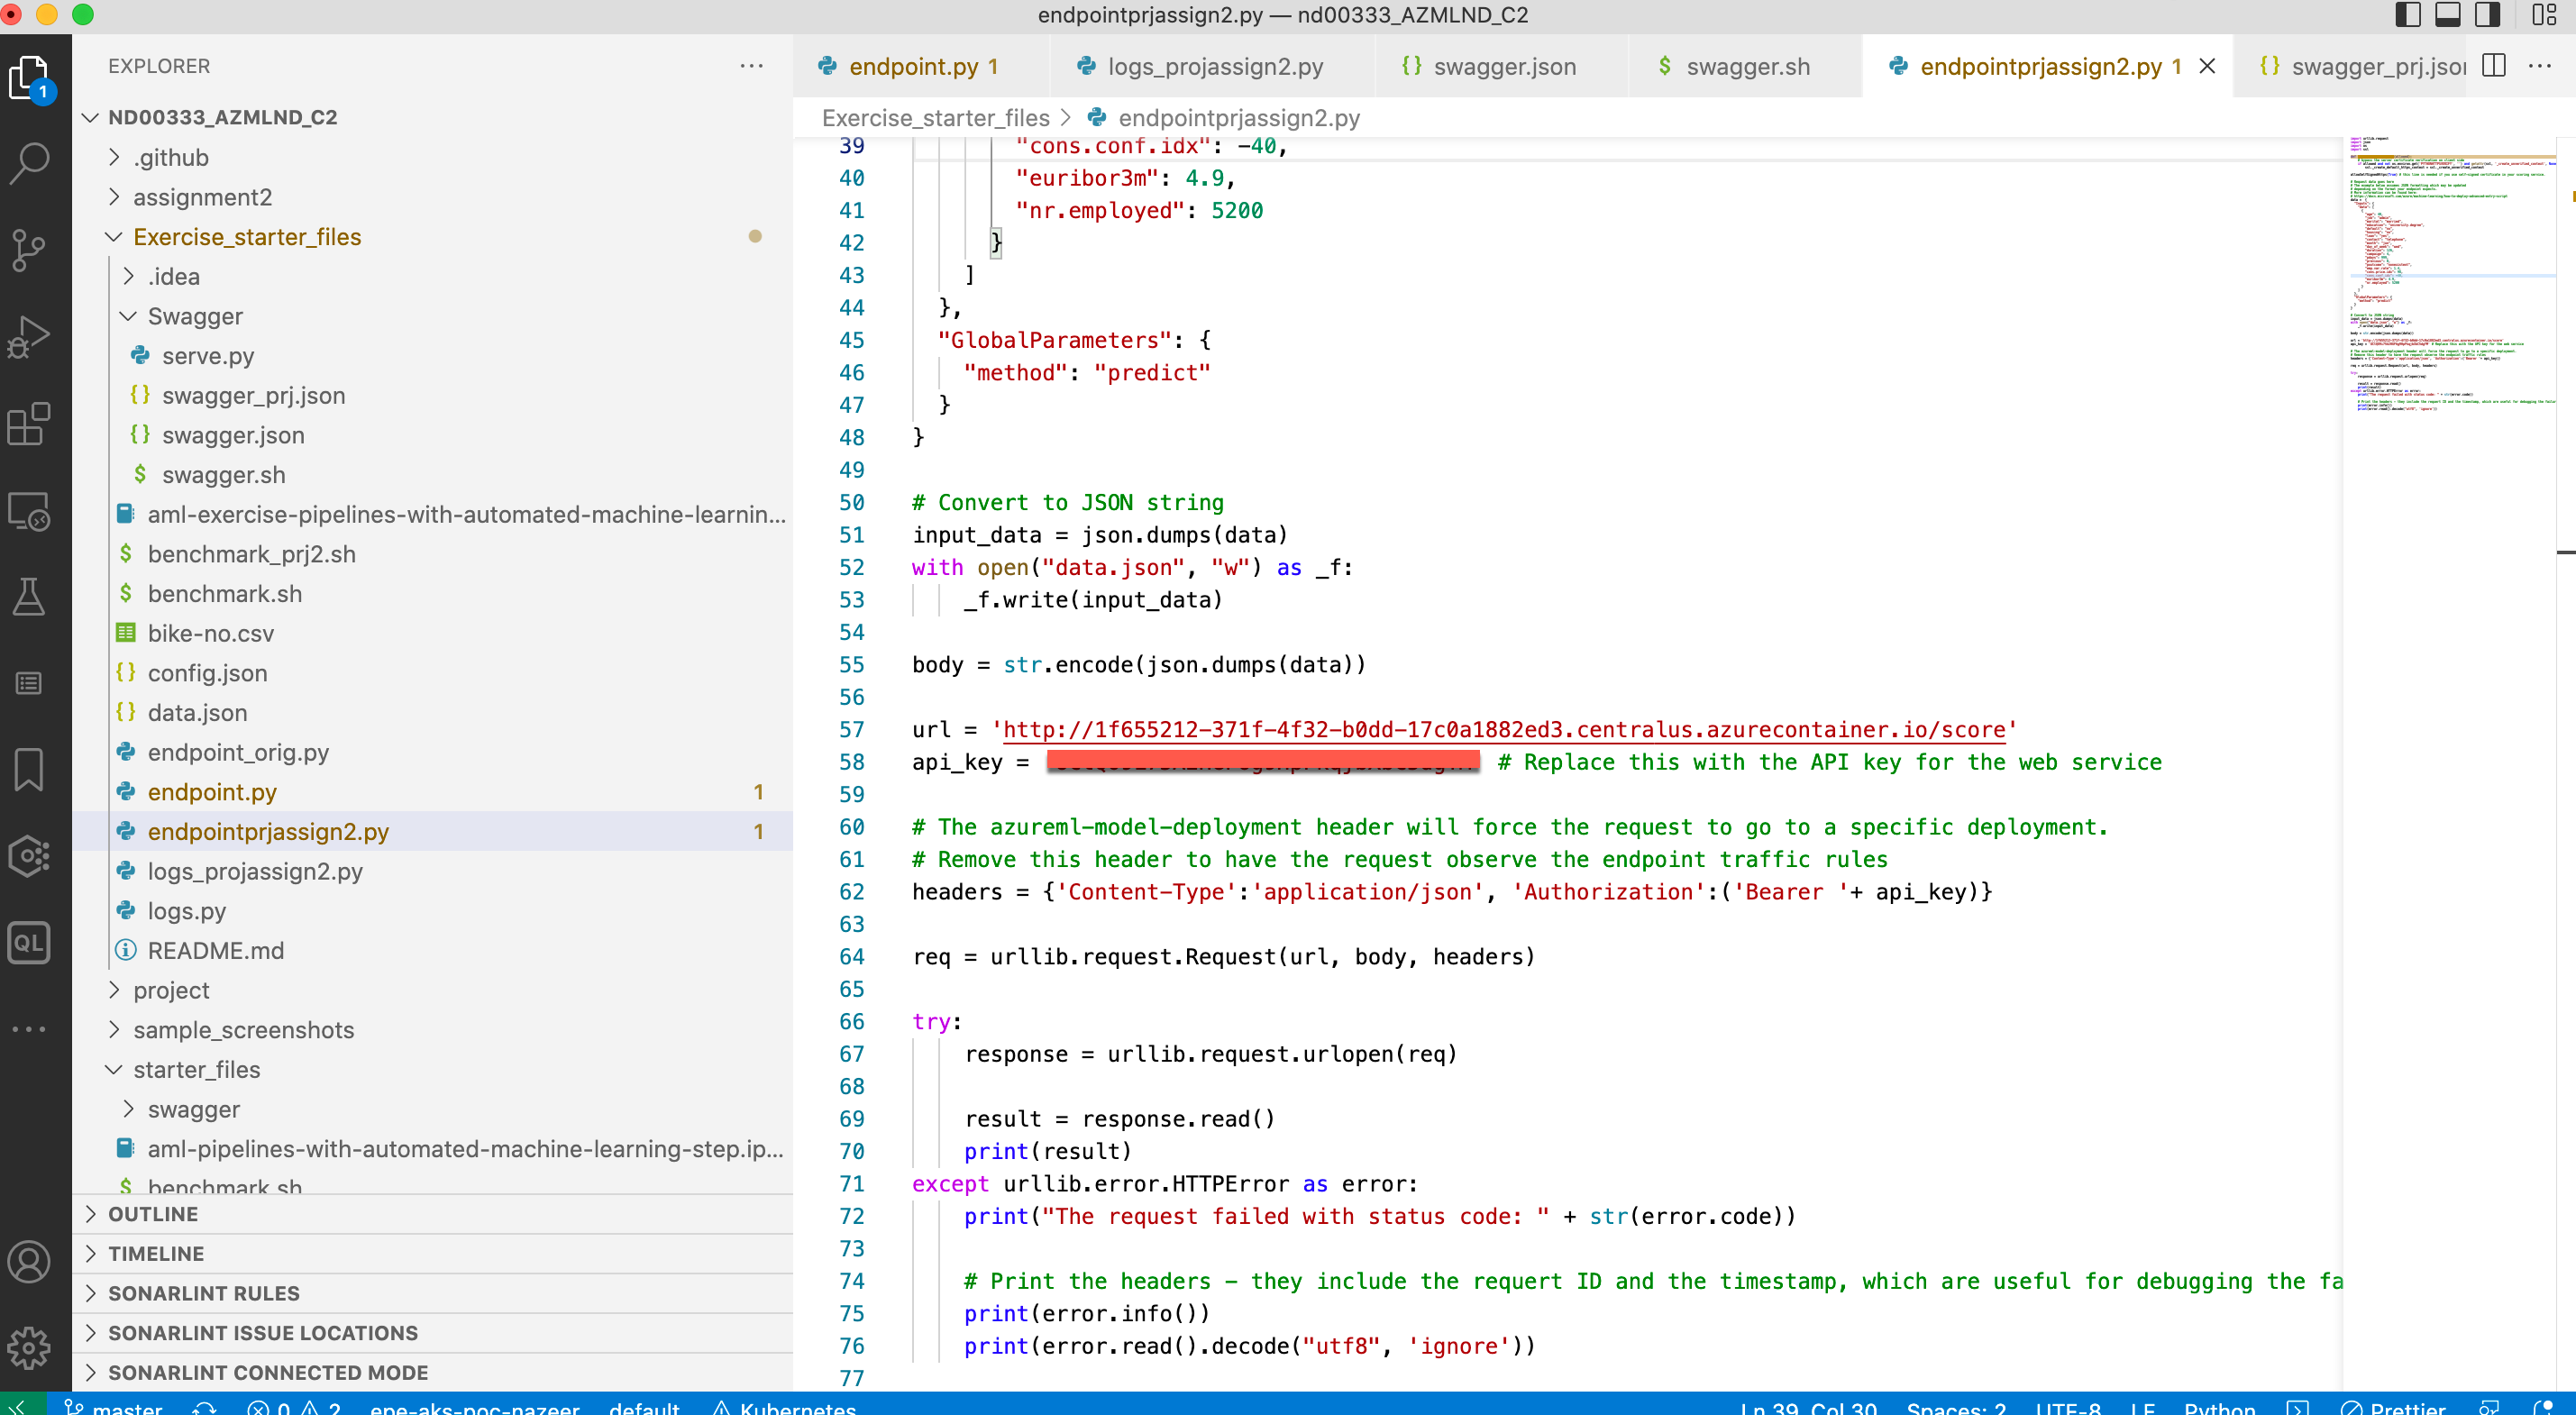 endpointprjassign2.py — nd00333_AZMLND_C2
EXPLORER
1
ND00333_AZMLND_C2
.github
assignment2
Exercise_starter_files
.idea
Swagger
serve.py
swagger_prj.json
swagger.json
swagger.sh
aml-exercise-pipelines-with-automated-machine-learnin...
benchmark_prj2.sh
benchmark.sh
bike-no.csv
config.json
data.json
endpoint_orig.py
endpoint.py 1
endpointprjassign2.py 1
logs_projassign2.py
logs.py
README.md
project
sample_screenshots
starter_files
swagger
aml-pipelines-with-automated-machine-learning-step.ip...
benchmark.sh
OUTLINE
TIMELINE
SONARLINT RULES
SONARLINT ISSUE LOCATIONS
SONARLINT CONNECTED MODE
QL
endpoint.py 1
logs_projassign2.py
swagger.json
swagger.sh
endpointprjassign2.py 1
swagger_prj.json
Exercise_starter_files > endpointprjassign2.py
39 "cons.conf.idx": -40,
40 "euribor3m": 4.9,
41 "nr.employed": 5200
42 }
43 ]
44 },
45 "GlobalParameters": {
46 "method": "predict"
47 }
48 }
49
50 # Convert to JSON string
51 input_data = json.dumps(data)
52 with open("data.json", "w") as _f:
53 _f.write(input_data)
54
55 body = str.encode(json.dumps(data))
56
57 url = 'http://1f655212-371f-4f32-b0dd-17c0a1882ed3.centralus.azurecontainer.io/score'
58 api_key = # Replace this with the API key for the web service
59
60 # The azureml-model-deployment header will force the request to go to a specific deployment.
61 # Remove this header to have the request observe the endpoint traffic rules
62 headers = {'Content-Type':'application/json', 'Authorization':('Bearer '+ api_key)}
63
64 req = urllib.request.Request(url, body, headers)
65
66 try:
67 response = urllib.request.urlopen(req)
68
69 result = response.read()
70 print(result)
71 except urllib.error.HTTPError as error:
72 print("The request failed with status code: " + str(error.code))
73
74 # Print the headers - they include the requert ID and the timestamp, which are useful for debugging the fa
75 print(error.info())
76 print(error.read().decode("utf8", 'ignore'))
77
master 0 2 epe-aks-poc-nazeer default Kubernetes Ln 39, Col 30 Spaces: 2 UTF-8 LF Python Prettier